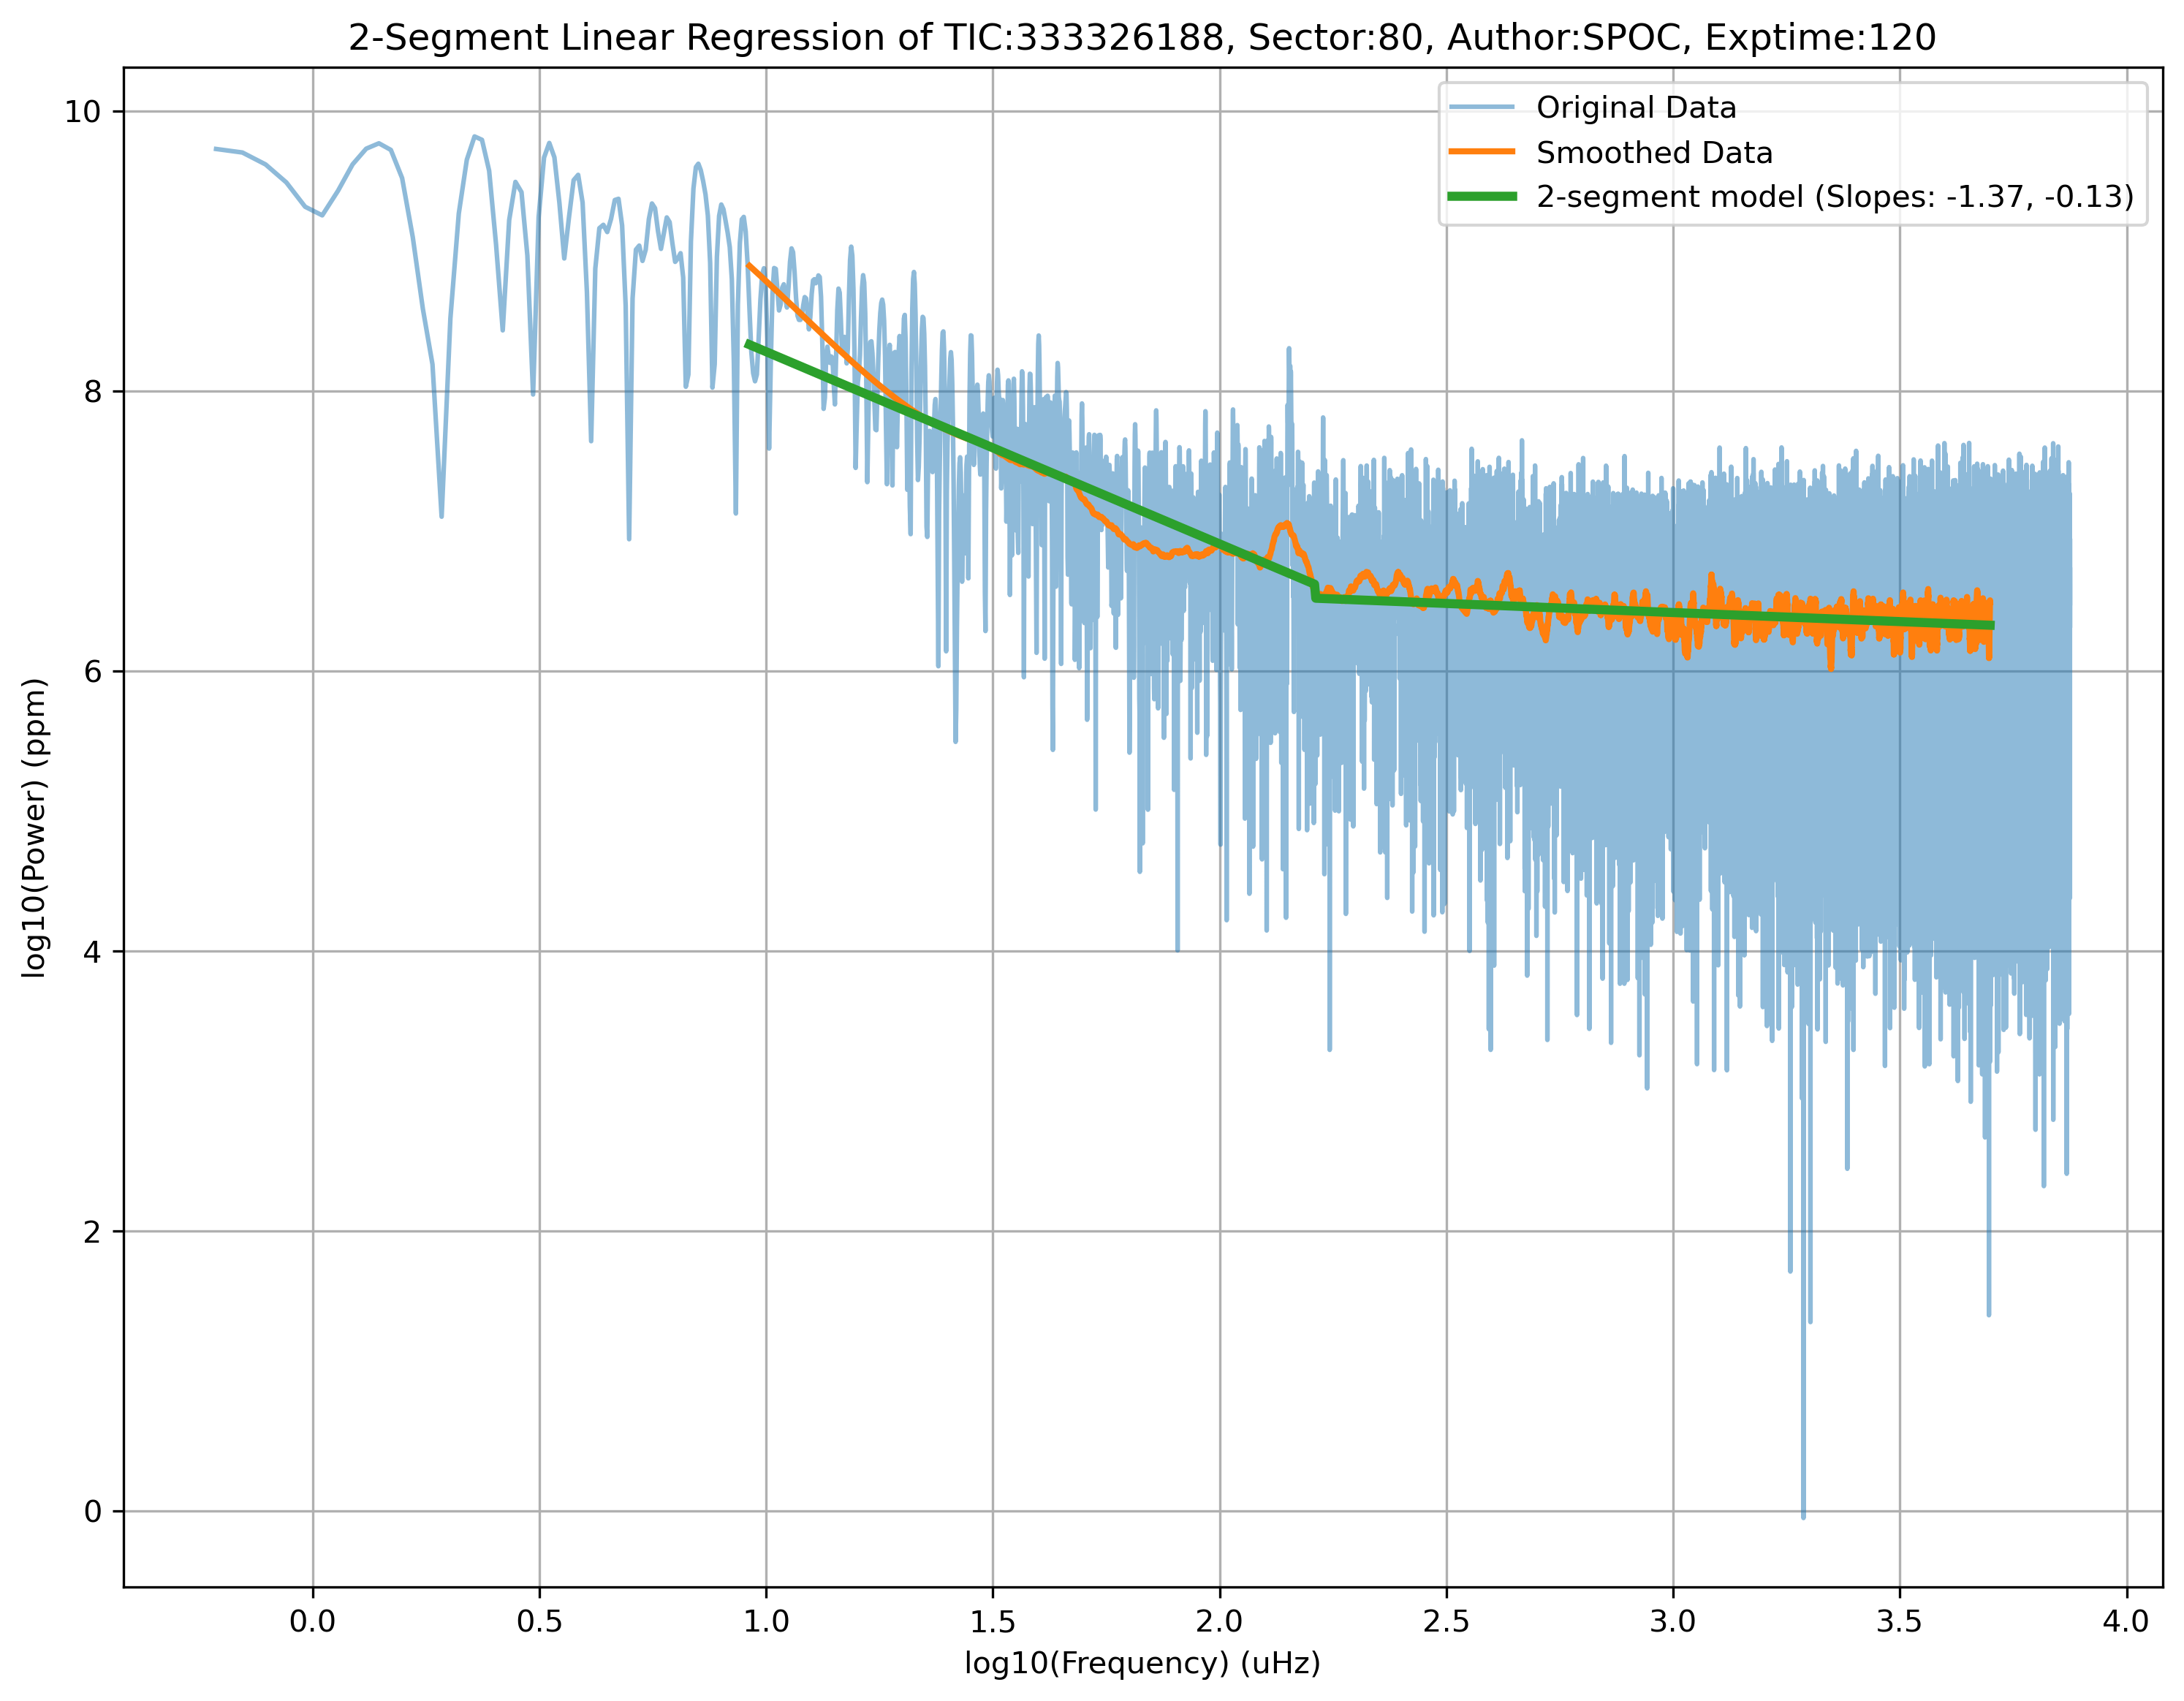 2-Segment Linear Regression of TIC:333326188, Sector:80, Author:SPOC, Exptime:120
Original Data
Smoothed Data
2-segment model (Slopes: -1.37, -0.13)
10
8
6
4
2
0
log10(Power) (ppm)
0.0 0.5 1.0 1.5 2.0 2.5 3.0 3.5 4.0
log10(Frequency) (uHz)